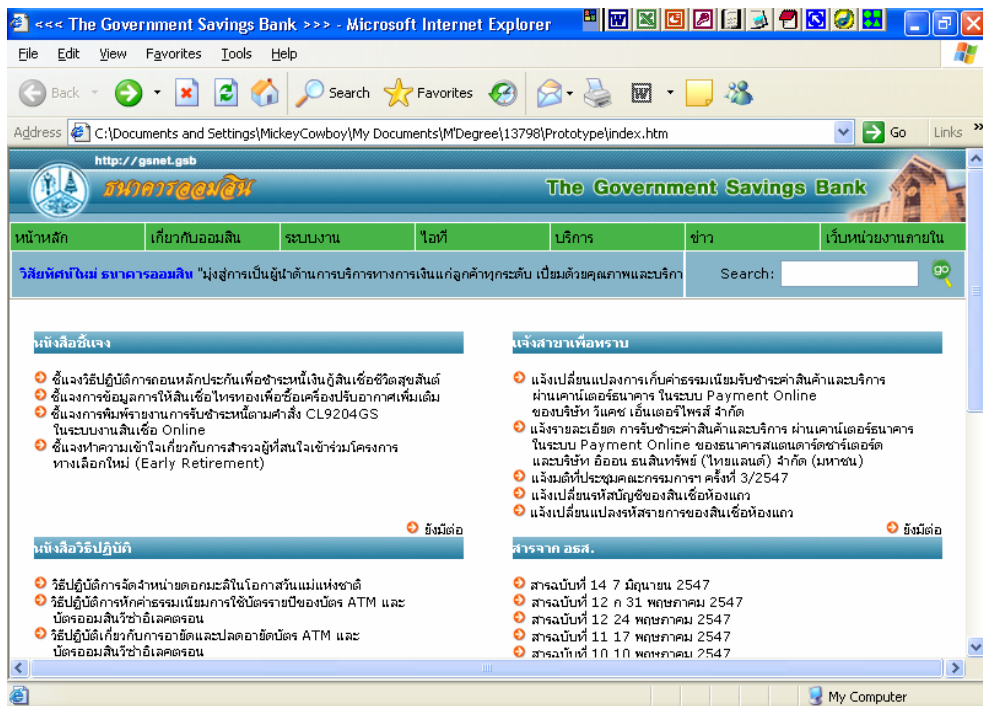 <<< The Government Savings Bank >>> - Microsoft Internet Explorer
File Edit View Favorites Tools Help
Back Search Favorites
Address C:\Documents and Settings\MickeyCowboy\My Documents\M'Degree\13798\Prototype\index.htm Go Links »
http://gsnet.gsb
ธนาคารออมสิน The Government Savings Bank
หน้าหลัก เกี่ยวกับออมสิน ระบบงาน ไอที บริการ ข่าว เว็บหน่วยงานภายใน
วิสัยทัศน์ใหม่ ธนาคารออมสิน "มุ่งสู่การเป็นผู้นำด้านการบริการทางการเงินแก่ลูกค้าทุกระดับ เปี่ยมด้วยคุณภาพและบริกา Search: go
หนังสือชี้แจง
ชี้แจงวิธีปฏิบัติการถอนหลักประกันเพื่อชำระหนี้เงินกู้สินเชื่อชีวิตสุขสันต์
ชี้แจงการข้อมูลการให้สินเชื่อไทรทองเพื่อซื้อเครื่องปรับอากาศเพิ่มเติม
ชี้แจงการพิมพ์รายงานการรับชำระหนี้ตามคำสั่ง CL9204GS
ในระบบงานสินเชื่อ Online
ชี้แจงทำความเข้าใจเกี่ยวกับการสำรวจผู้ที่สนใจเข้าร่วมโครงการ
ทางเลือกใหม่ (Early Retirement)
ยังมีต่อ
แจ้งสาขาเพื่อทราบ
แจ้งเปลี่ยนแปลงการเก็บค่าธรรมเนียมรับชำระค่าสินค้าและบริการ
ผ่านเคาน์เตอร์ธนาคาร ในระบบ Payment Online
ของบริษัท วีแคช เอ็นเตอร์ไพรส์ จำกัด
แจ้งรายละเอียด การรับชำระค่าสินค้าและบริการ ผ่านเคาน์เตอร์ธนาคาร
ในระบบ Payment Online ของธนาคารสแตนดาร์ดชาร์เตอร์ด
และบริษัท อิออน ธนสินทรัพย์ (ไทยแลนด์) จำกัด (มหาชน)
แจ้งมติที่ประชุมคณะกรรมการฯ ครั้งที่ 3/2547
แจ้งเปลี่ยนรหัสบัญชีของสินเชื่อห้องแถว
แจ้งเปลี่ยนแปลงรหัสรายการของสินเชื่อห้องแถว
ยังมีต่อ
หนังสือวิธีปฏิบัติ
วิธีปฏิบัติการจัดจำหน่ายดอกมะลิในโอกาสวันแม่แห่งชาติ
วิธีปฏิบัติการหักค่าธรรมเนียมการใช้บัตรรายปีของบัตร ATM และ
บัตรออมสินวีซ่าอิเลคตรอน
วิธีปฏิบัติเกี่ยวกับการอายัดและปลดอายัดบัตร ATM และ
บัตรออมสินวีซ่าอิเลคตรอน
สารจาก อธส.
สารฉบับที่ 14 7 มิถุนายน 2547
สารฉบับที่ 12 ก 31 พฤษภาคม 2547
สารฉบับที่ 12 24 พฤษภาคม 2547
สารฉบับที่ 11 17 พฤษภาคม 2547
สารฉบับที่ 10 10 พฤษภาคม 2547
My Computer